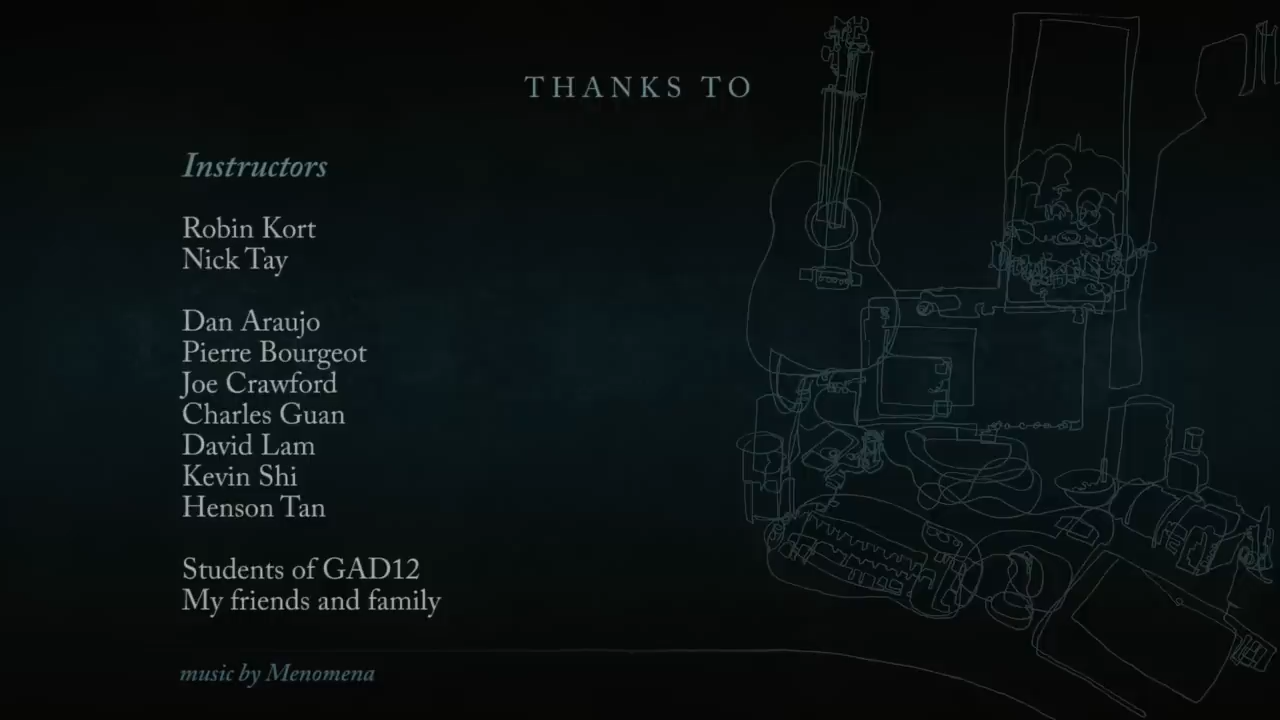 THANKS TO
Instructors
Robin Kort
Nick Tay
Dan Araujo
Pierre Bourgeot
Joe Crawford
Charles Guan
David Lam
Kevin Shi
Henson Tan
Students of GAD12
My friends and family
music by Menomena